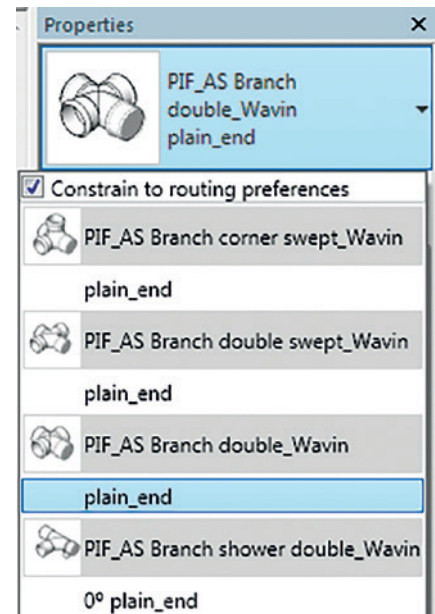 Properties
PIF_AS Branch
double_Wavin
plain_end
Constrain to routing preferences
PIF_AS Branch corner swept_Wavin
plain_end
PIF_AS Branch double swept_Wavin
plain_end
PIF_AS Branch double_Wavin
plain_end
PIF_AS Branch shower double_Wavin
0º plain_end